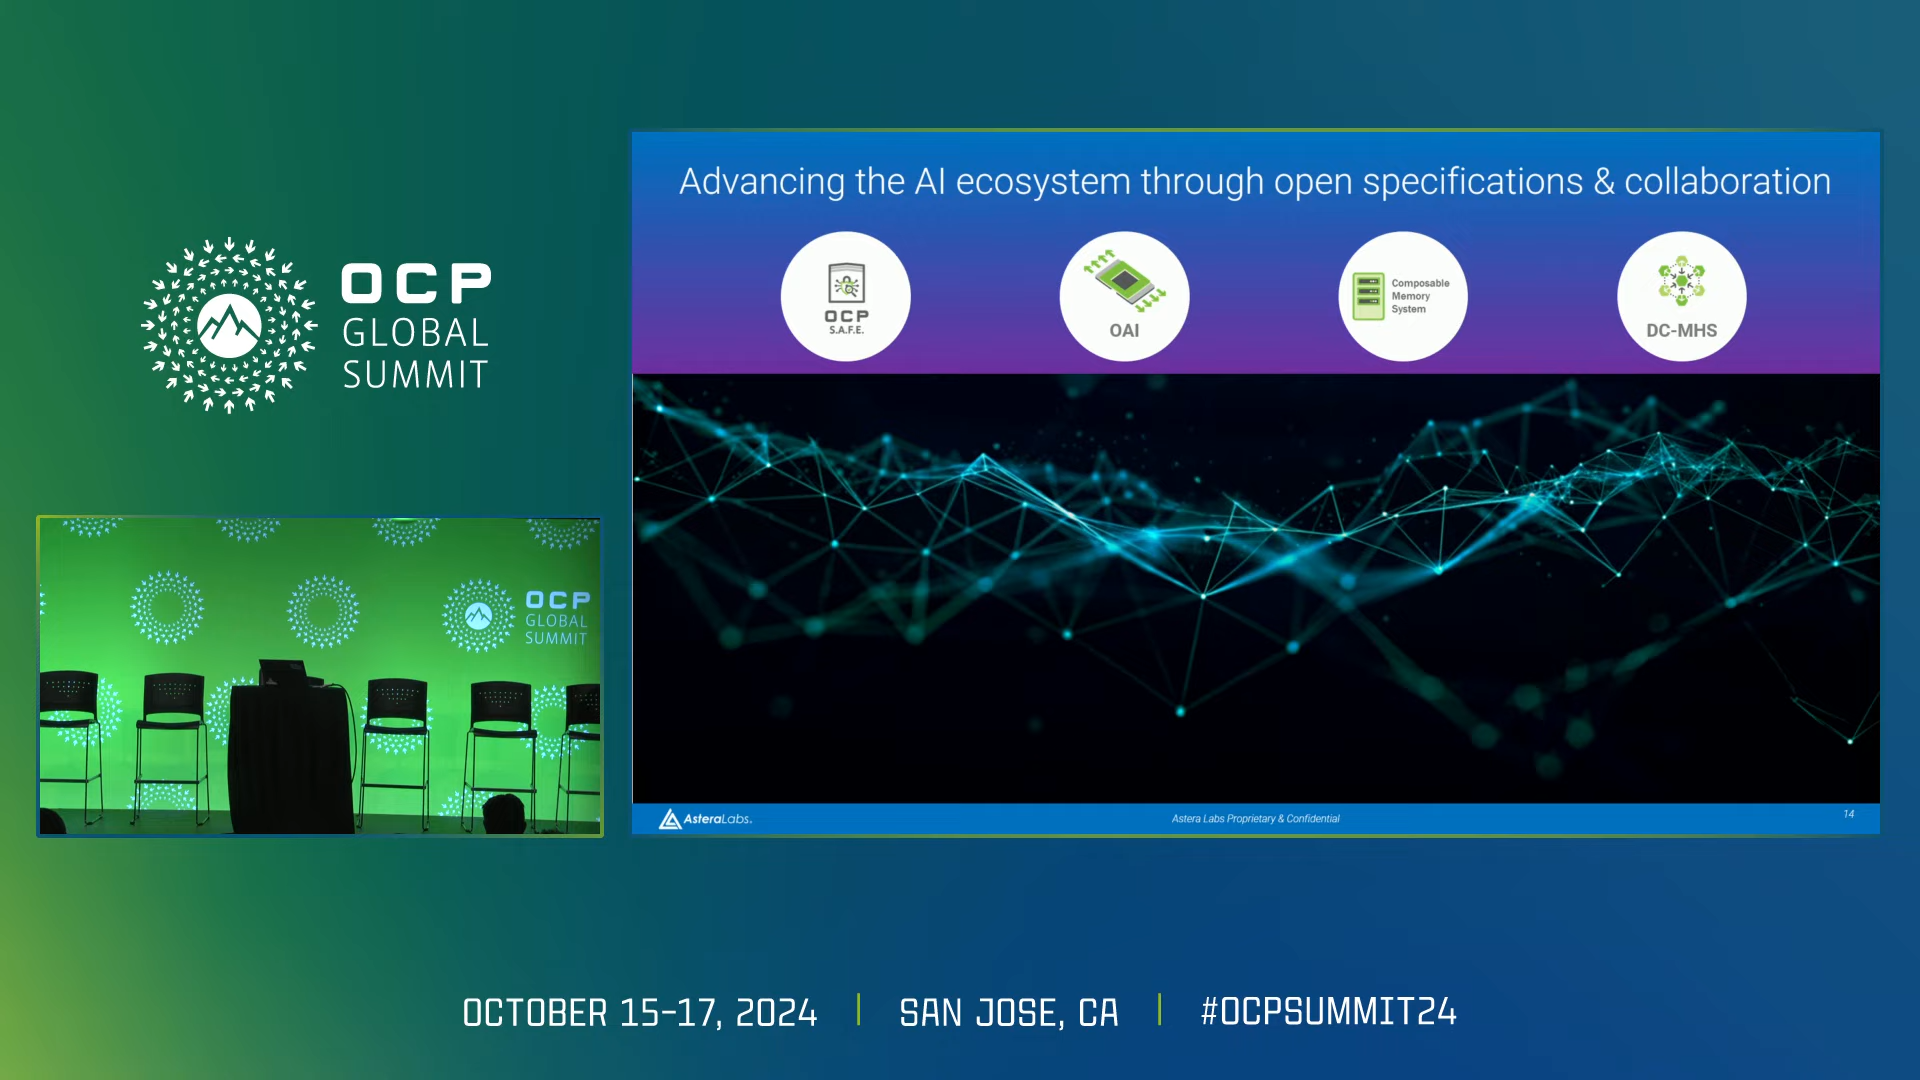 OCP
GLOBAL
SUMMIT
Advancing the AI ecosystem through open specifications & collaboration
OCP
S.A.F.E.
OAI
Composable
Memory
System
DC-MHS
OCP
GLOBAL
SUMMIT
AsteraLabs.
Astera Labs Proprietary & Confidential
14
OCTOBER 15-17, 2024
SAN JOSE, CA
#OCPSUMMIT24